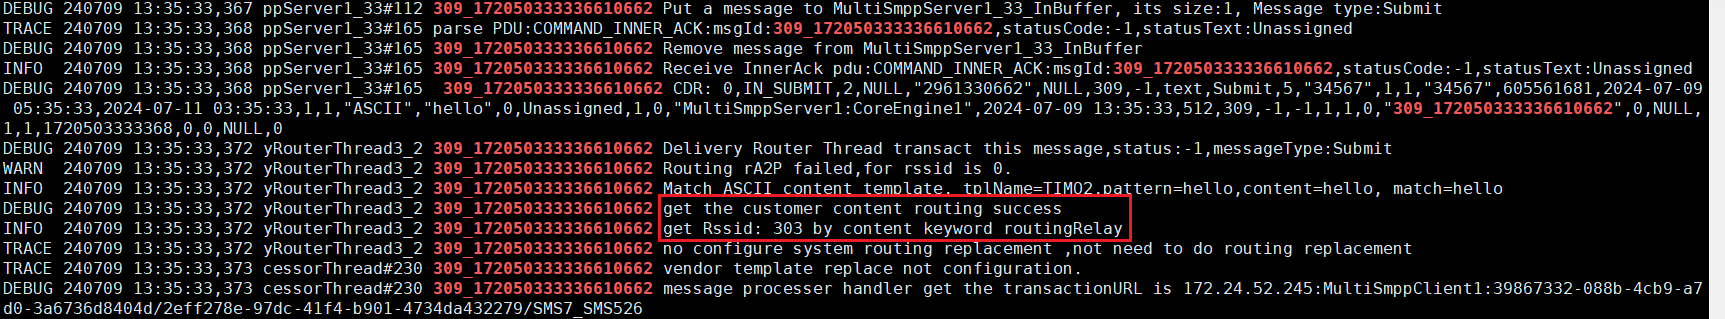 DEBUG 240709 13:35:33,367 ppServer1_33#112 309_172050333336610662 Put a message to MultiSmppServer1_33_InBuffer, its size:1, Message type:Submit
TRACE 240709 13:35:33,368 ppServer1_33#165 parse PDU:COMMAND_INNER_ACK:msgId:309_172050333336610662,statusCode:-1,statusText:Unassigned
DEBUG 240709 13:35:33,368 ppServer1_33#165 309_172050333336610662 Remove message from MultiSmppServer1_33_InBuffer
INFO  240709 13:35:33,368 ppServer1_33#165 309_172050333336610662 Receive InnerAck pdu:COMMAND_INNER_ACK:msgId:309_172050333336610662,statusCode:-1,statusText:Unassigned
DEBUG 240709 13:35:33,368 ppServer1_33#165  309_172050333336610662 CDR: 0,IN_SUBMIT,2,NULL,"2961330662",NULL,309,-1,text,Submit,5,"34567",1,1,"34567",605561681,2024-07-09
 05:35:33,2024-07-11 03:35:33,1,1,"ASCII","hello",0,Unassigned,1,0,"MultiSmppServer1:CoreEngine1",2024-07-09 13:35:33,512,309,-1,-1,1,1,0,"309_172050333336610662",0,NULL,
1,1,1720503333368,0,0,NULL,0
DEBUG 240709 13:35:33,372 yRouterThread3_2 309_172050333336610662 Delivery Router Thread transact this message,status:-1,messageType:Submit
WARN  240709 13:35:33,372 yRouterThread3_2 309_172050333336610662 Routing rA2P failed,for rssid is 0.
INFO  240709 13:35:33,372 yRouterThread3_2 309_172050333336610662 Match ASCII content template, tplName=TIMO2,pattern=hello,content=hello, match=hello
DEBUG 240709 13:35:33,372 yRouterThread3_2 309_172050333336610662 get the customer content routing success
INFO  240709 13:35:33,372 yRouterThread3_2 309_172050333336610662 get Rssid: 303 by content keyword routingRelay
TRACE 240709 13:35:33,372 yRouterThread3_2 309_172050333336610662 no configure system routing replacement ,not need to do routing replacement
TRACE 240709 13:35:33,373 cessorThread#230 309_172050333336610662 vendor template replace not configuration.
DEBUG 240709 13:35:33,373 cessorThread#230 309_172050333336610662 message processer handler get the transactionURL is 172.24.52.245:MultiSmppClient1:39867332-088b-4cb9-a7
d0-3a6736d8404d/2eff278e-97dc-41f4-b901-4734da432279/SMS7_SMS526